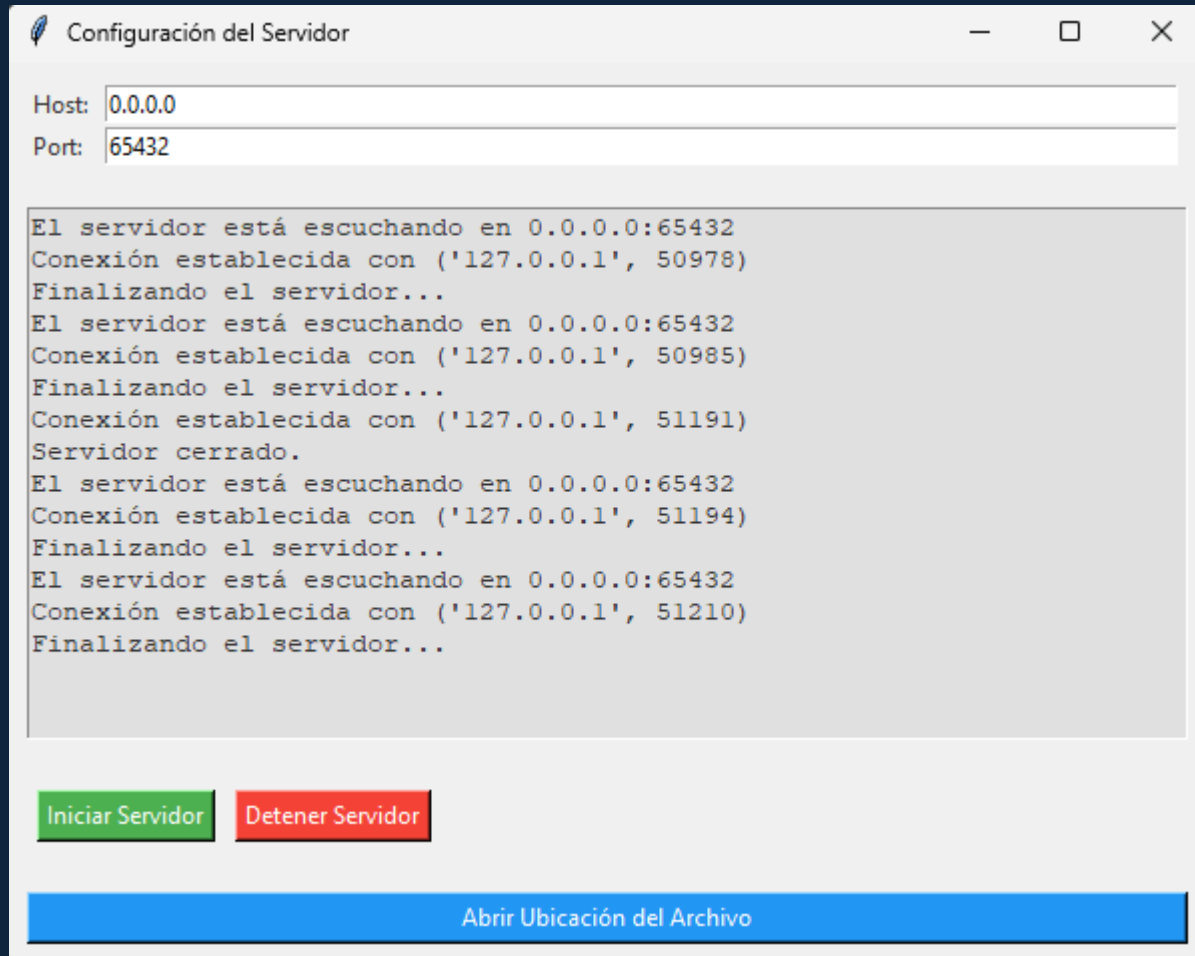 Configuración del Servidor
Host: 0.0.0.0
Port: 65432
El servidor está escuchando en 0.0.0.0:65432
Conexión establecida con ('127.0.0.1', 50978)
Finalizando el servidor...
El servidor está escuchando en 0.0.0.0:65432
Conexión establecida con ('127.0.0.1', 50985)
Finalizando el servidor...
Conexión establecida con ('127.0.0.1', 51191)
Servidor cerrado.
El servidor está escuchando en 0.0.0.0:65432
Conexión establecida con ('127.0.0.1', 51194)
Finalizando el servidor...
El servidor está escuchando en 0.0.0.0:65432
Conexión establecida con ('127.0.0.1', 51210)
Finalizando el servidor...
Iniciar Servidor Detener Servidor
Abrir Ubicación del Archivo